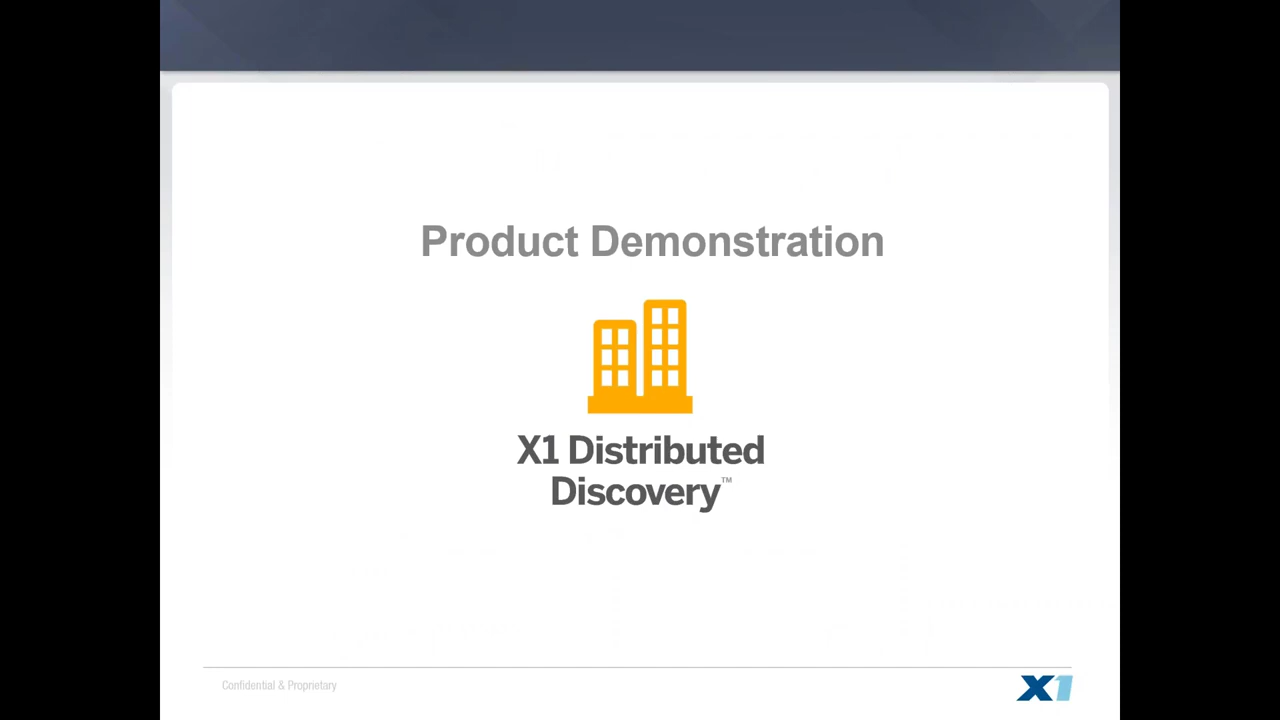 Product Demonstration
X1 Distributed
Discovery™
Confidential & Proprietary
X1